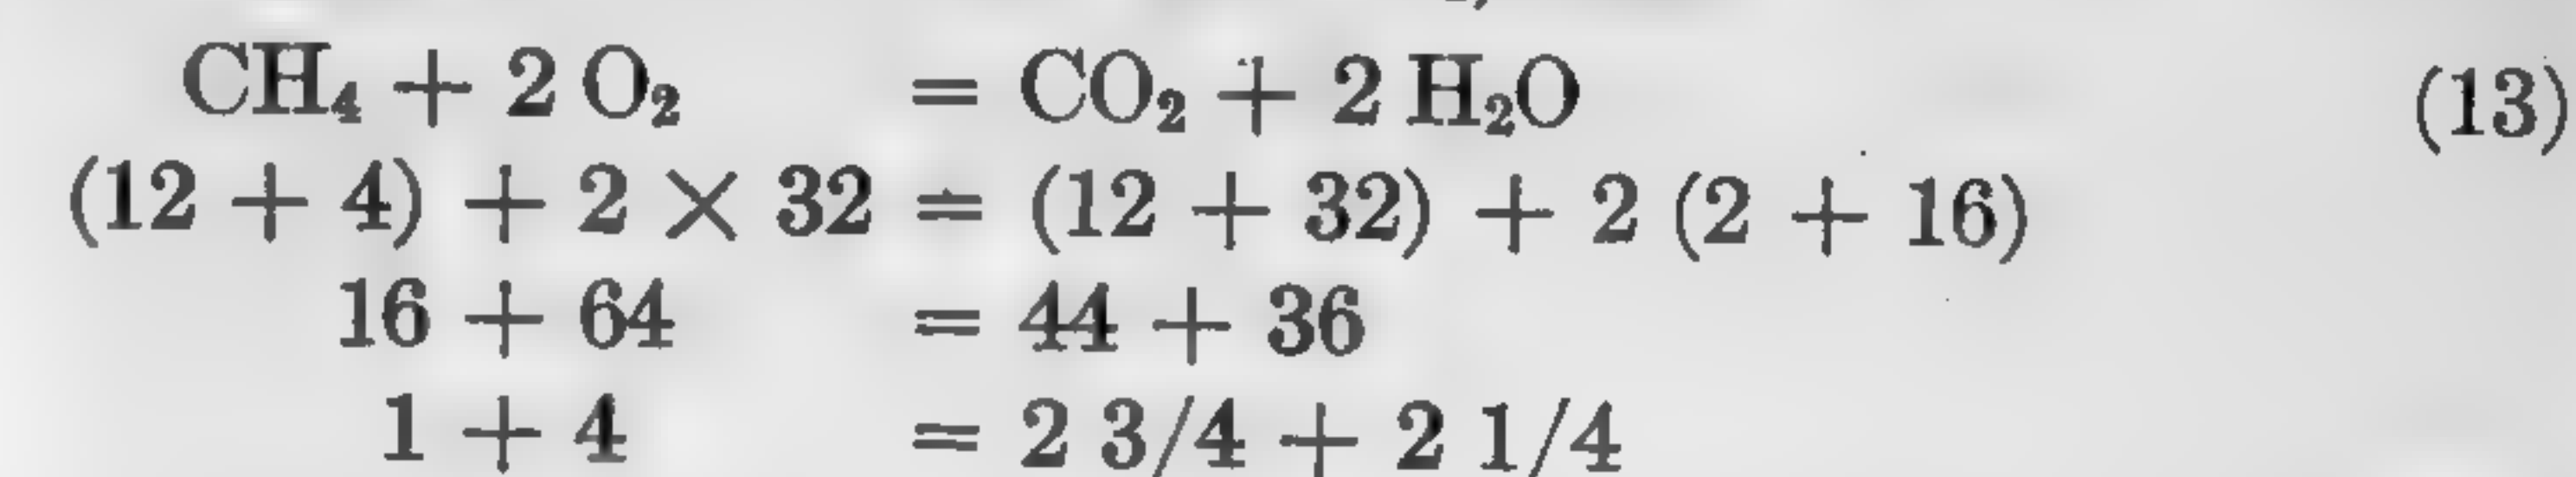 CH₄ + 2 O₂ = CO₂ + 2 H₂O (13)
(12 + 4) + 2 × 32 = (12 + 32) + 2 (2 + 16)
16 + 64 = 44 + 36
1 + 4 = 2 3/4 + 2 1/4